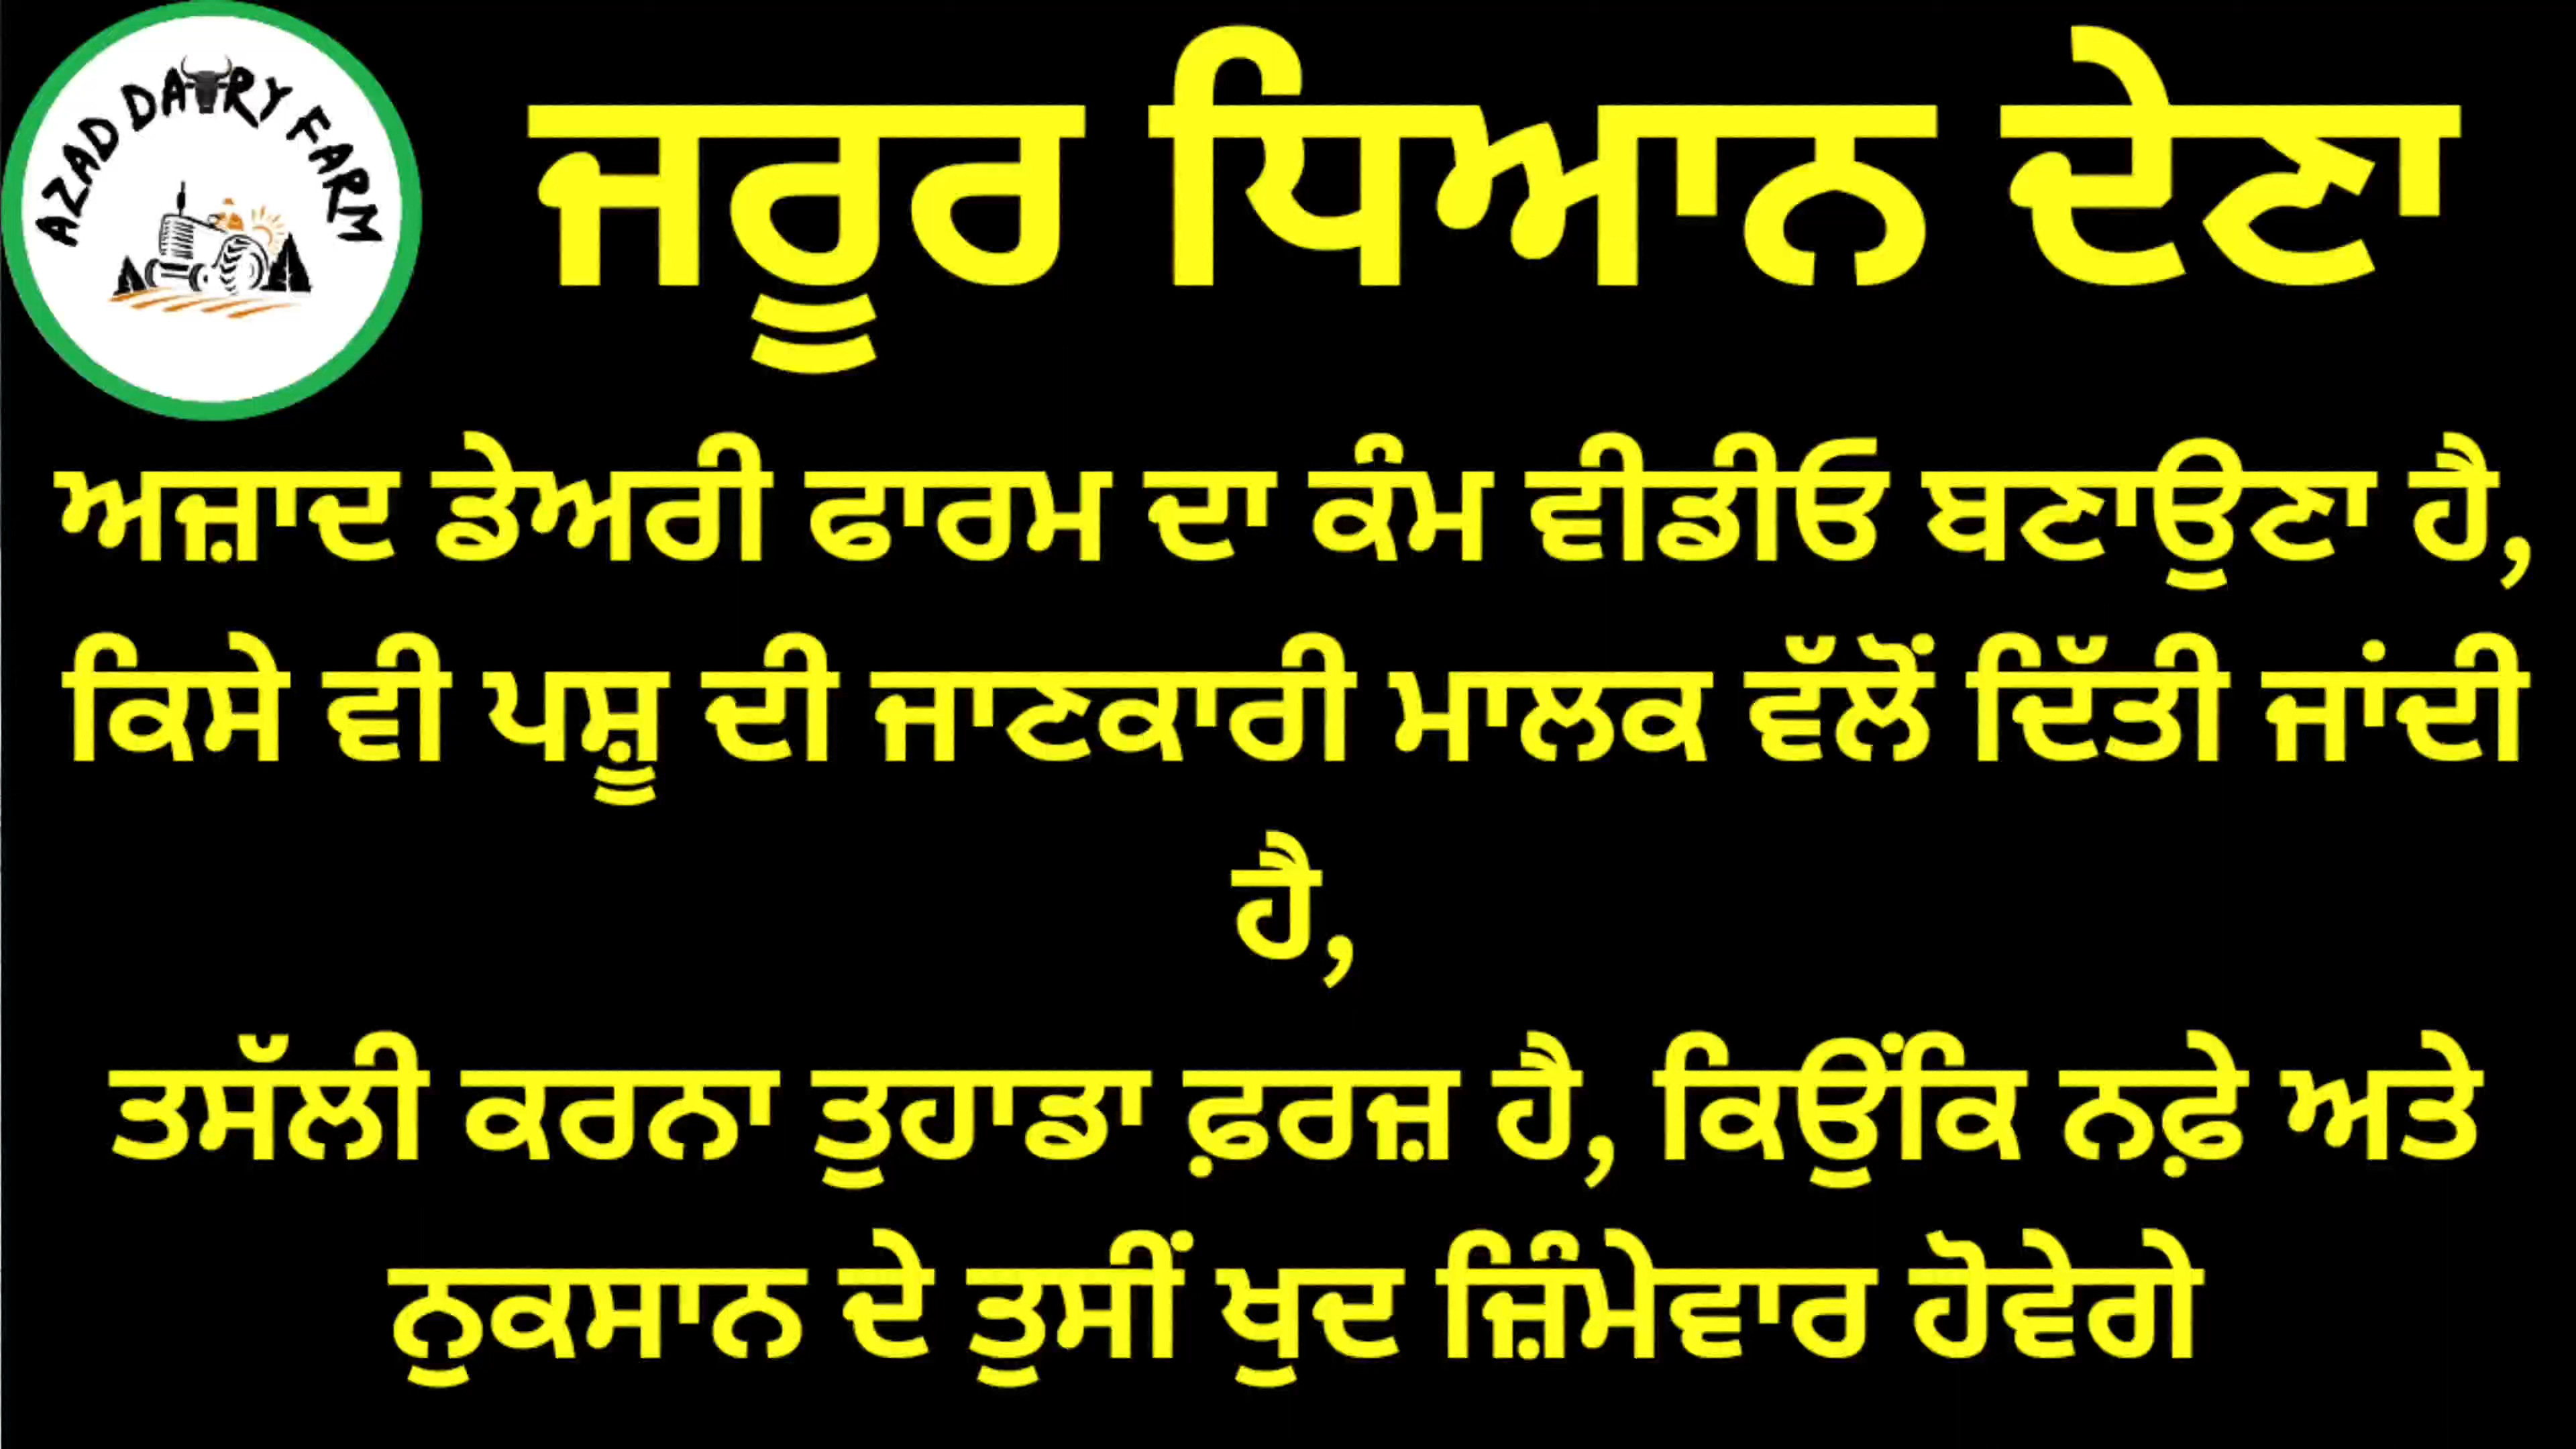 AZAD DAIRY FARM
ਜਰੂਰ ਧਿਆਨ ਦੇਣਾ
ਅਜ਼ਾਦ ਡੇਅਰੀ ਫਾਰਮ ਦਾ ਕੰਮ ਵੀਡੀਓ ਬਣਾਉਣਾ ਹੈ,
ਕਿਸੇ ਵੀ ਪਸ਼ੂ ਦੀ ਜਾਣਕਾਰੀ ਮਾਲਕ ਵੱਲੋਂ ਦਿੱਤੀ ਜਾਂਦੀ
ਹੈ,
ਤਸੱਲੀ ਕਰਨਾ ਤੁਹਾਡਾ ਫ਼ਰਜ਼ ਹੈ, ਕਿਉਂਕਿ ਨਫ਼ੇ ਅਤੇ
ਨੁਕਸਾਨ ਦੇ ਤੁਸੀਂ ਖੁਦ ਜ਼ਿੰਮੇਵਾਰ ਹੋਵੇਗੇ